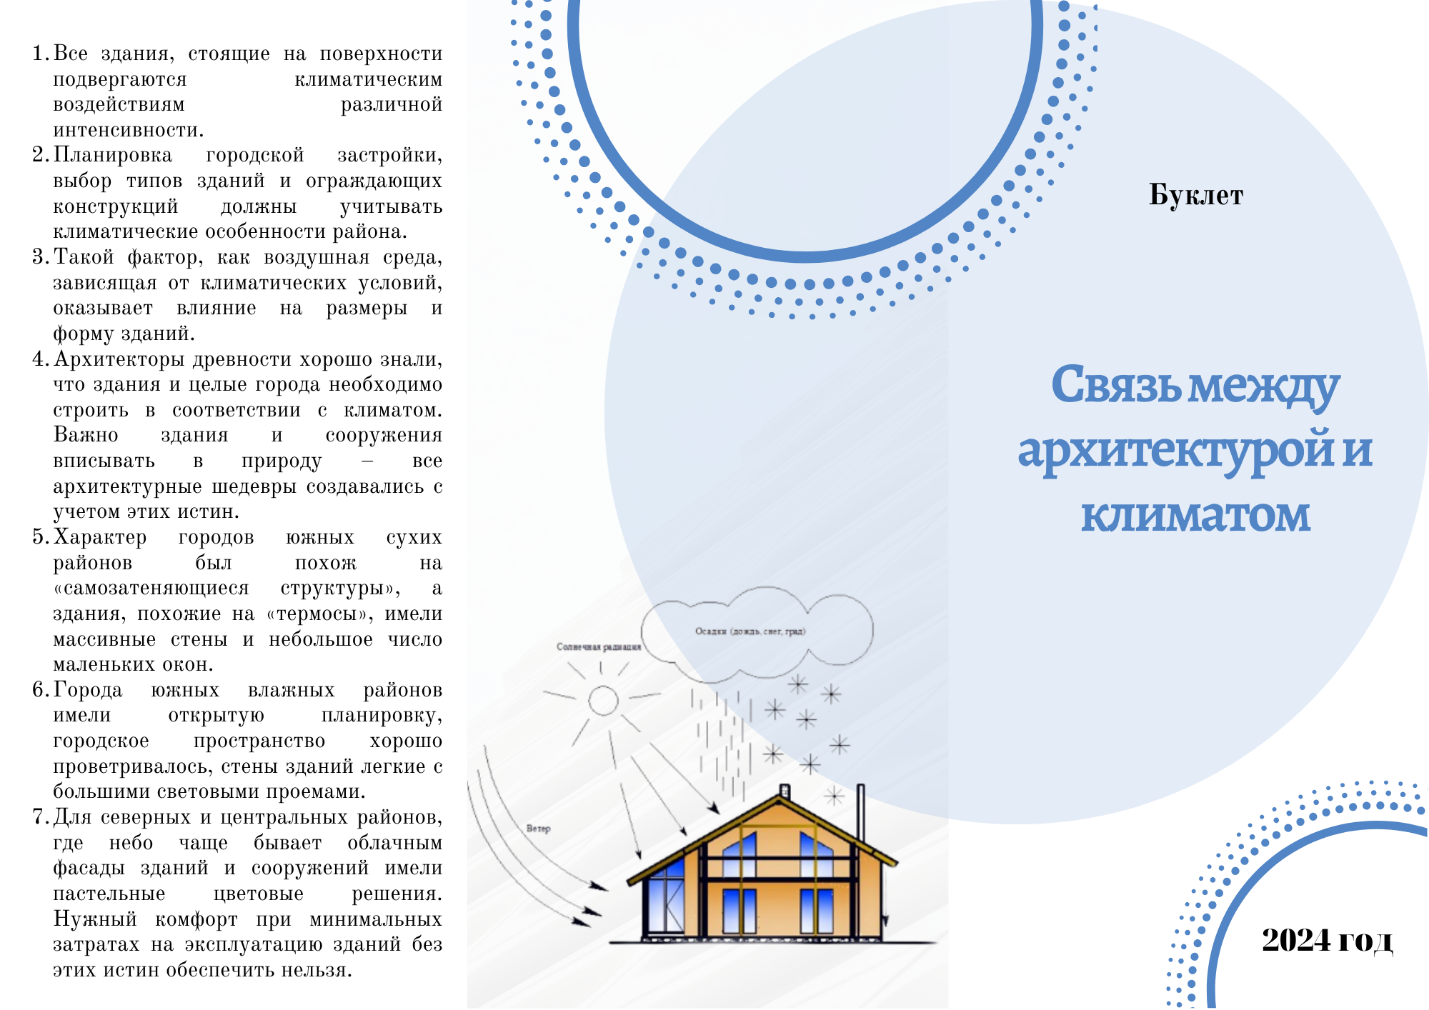 1. Все здания, стоящие на поверхности
подвергаются климатическим
воздействиям различной
интенсивности.
2. Планировка городской застройки,
выбор типов зданий и ограждающих
конструкций должны учитывать
климатические особенности района.
3. Такой фактор, как воздушная среда,
зависящая от климатических условий,
оказывает влияние на размеры и
форму зданий.
4. Архитекторы древности хорошо знали,
что здания и целые города необходимо
строить в соответствии с климатом.
Важно здания и сооружения
вписывать в природу – все
архитектурные шедевры создавались с
учетом этих истин.
5. Характер городов южных сухих
районов был похож на
«самозатеняющиеся структуры», а
здания, похожие на «термосы», имели
массивные стены и небольшое число
маленьких окон.
6. Города южных влажных районов
имели открытую планировку,
городское пространство хорошо
проветривалось, стены зданий легкие с
большими световыми проемами.
7. Для северных и центральных районов,
где небо чаще бывает облачным
фасады зданий и сооружений имели
пастельные цветовые решения.
Нужный комфорт при минимальных
затратах на эксплуатацию зданий без
этих истин обеспечить нельзя.
Осадки (дождь, снег, град)
Солнечная радиация
Ветер
Буклет
Связь между
архитектурой и
климатом
2024 год